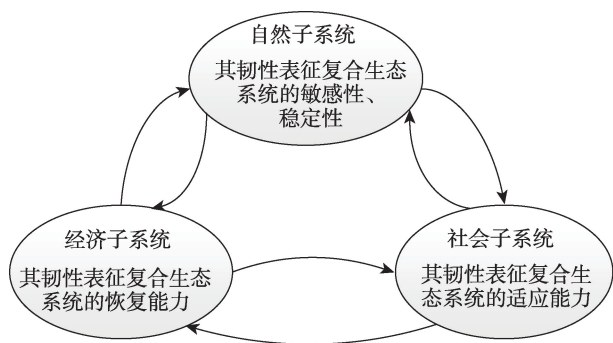 自然子系统
其韧性表征复合生态
系统的敏感性、
稳定性
经济子系统
其韧性表征复合生态
系统的恢复能力
社会子系统
其韧性表征复合生
态系统的适应能力